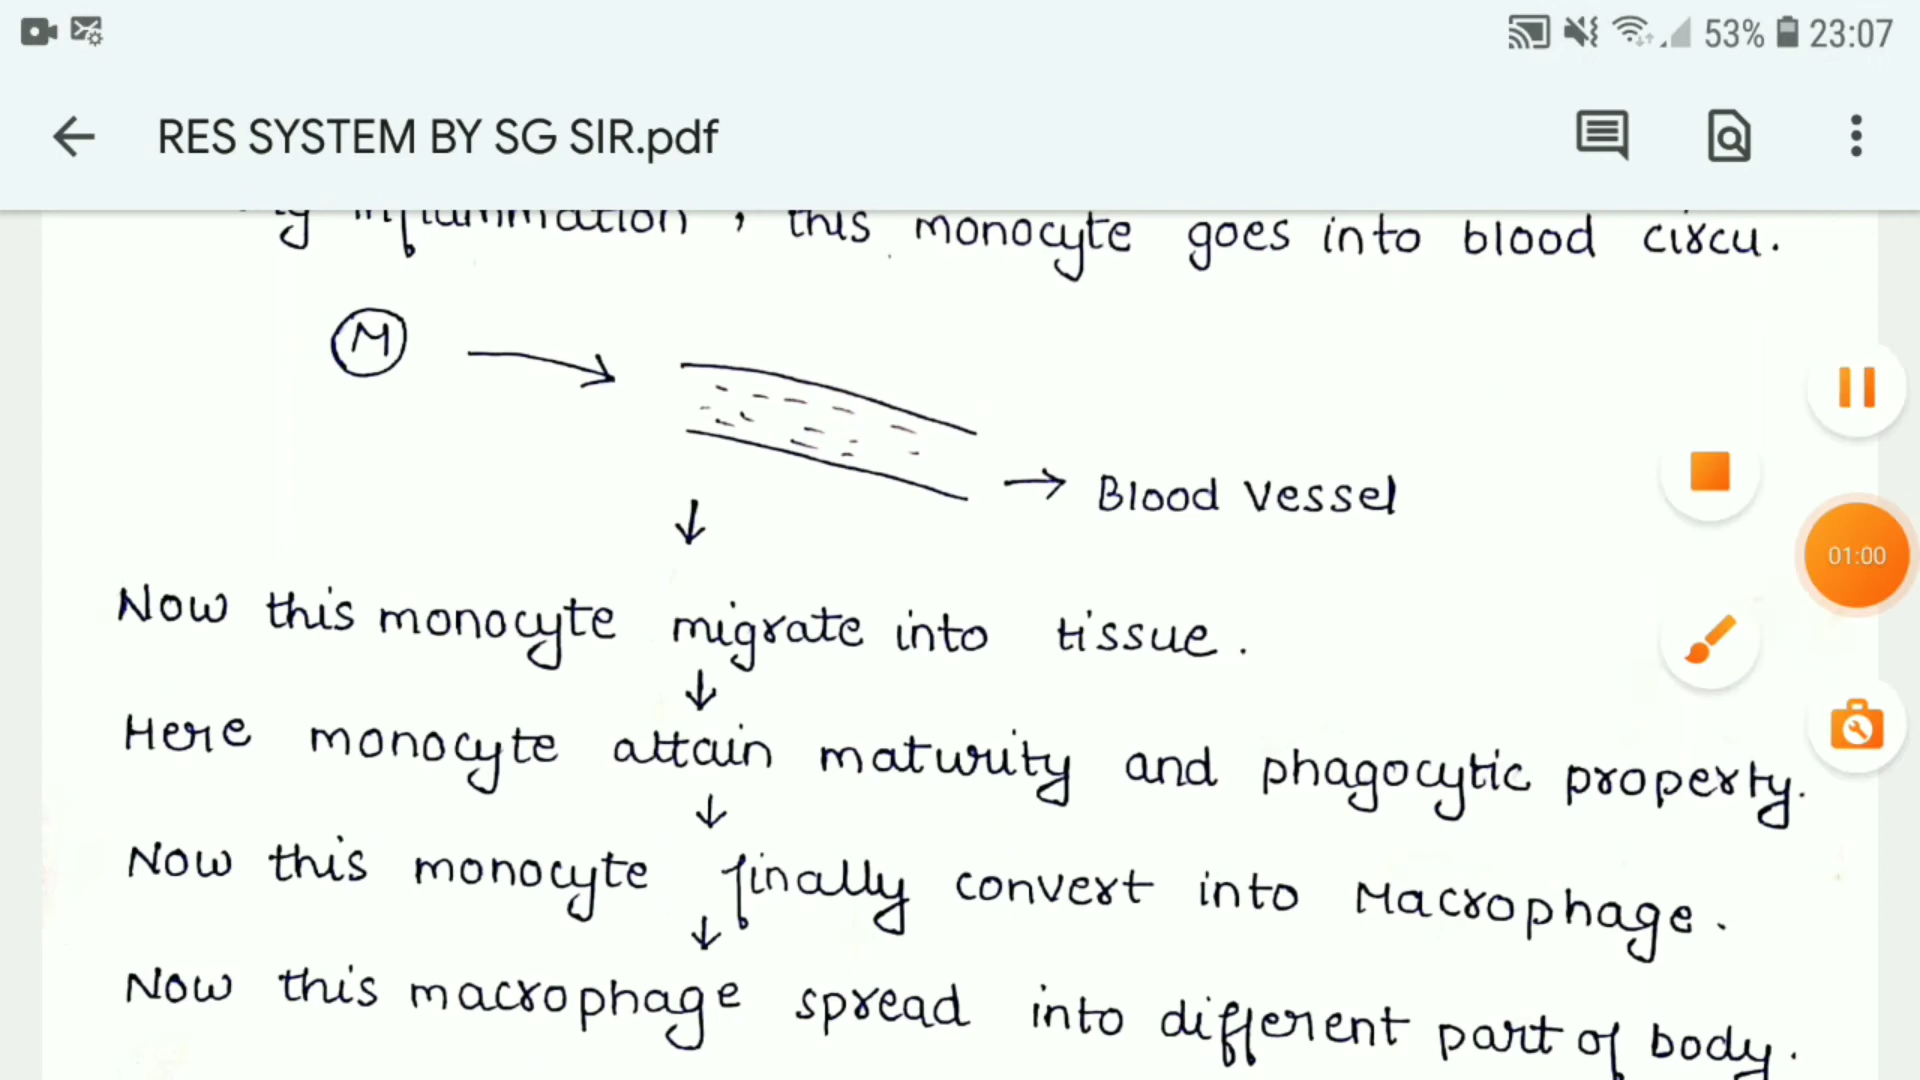 53% 23:07
RES SYSTEM BY SG SIR.pdf
inflammation, this monocyte goes into blood circu.
M
Blood Vessel
Now this monocyte migrate into tissue.
Here monocyte attain maturity and phagocytic property.
Now this monocyte finally convert into Macrophage.
Now this macrophage spread into different part of body.
01:00